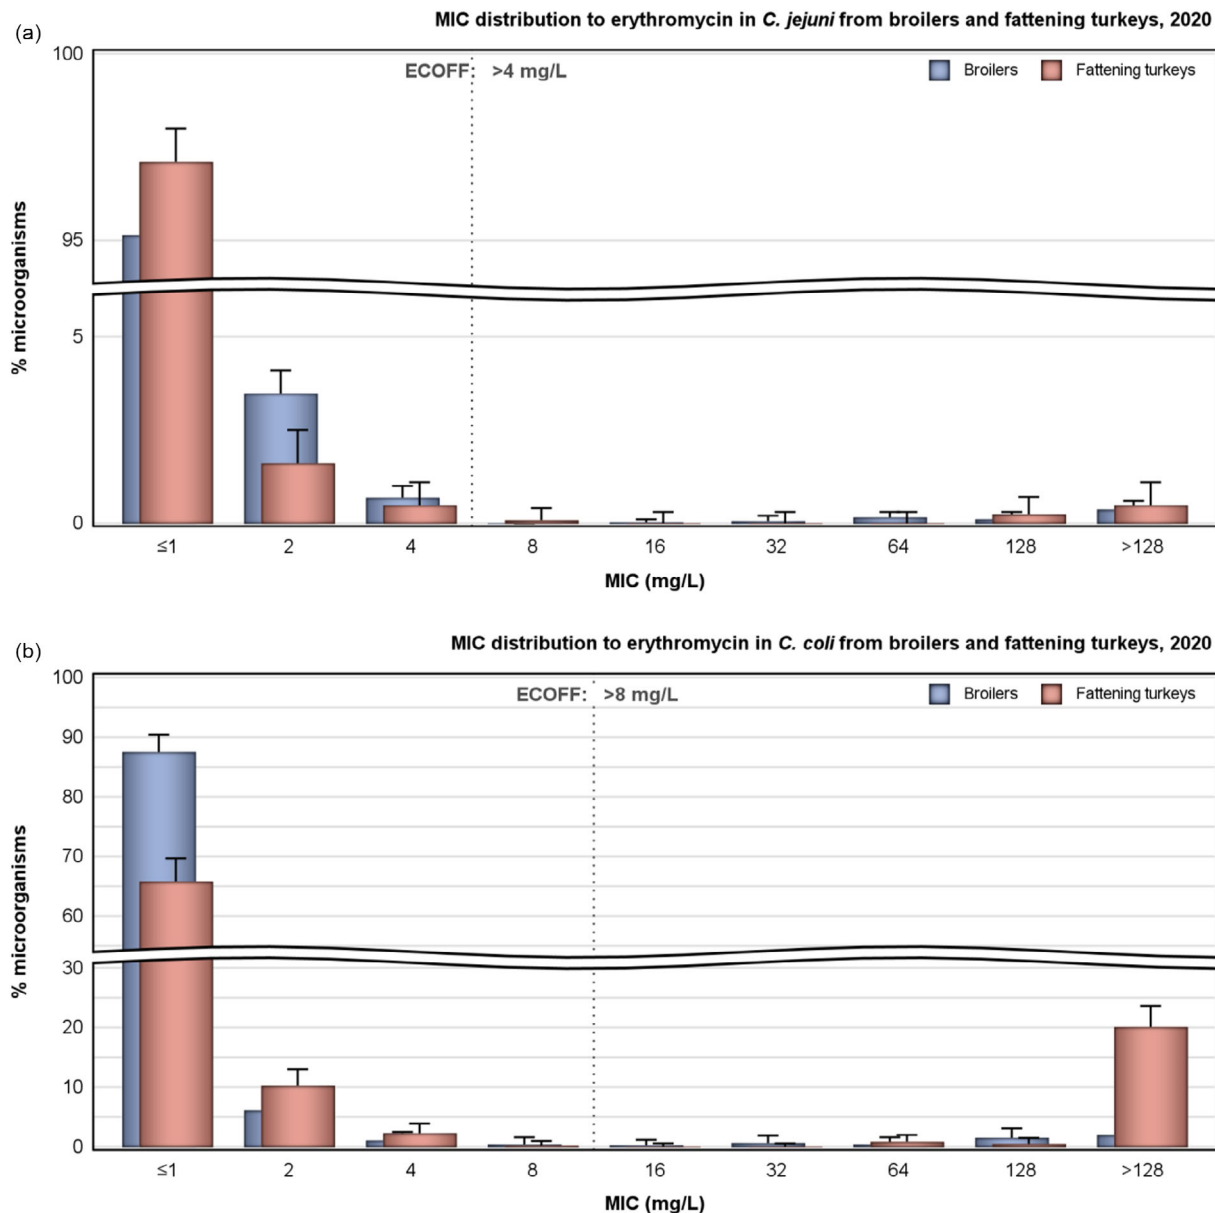 (a)
MIC distribution to erythromycin in C. jejuni from broilers and fattening turkeys, 2020
ECOFF: >4 mg/L
Broilers Fattening turkeys
% microorganisms
100
95
5
0
≤1 2 4 8 16 32 64 128 >128
MIC (mg/L)
(b)
MIC distribution to erythromycin in C. coli from broilers and fattening turkeys, 2020
ECOFF: >8 mg/L
Broilers Fattening turkeys
% microorganisms
100
90
80
70
60
30
20
10
0
≤1 2 4 8 16 32 64 128 >128
MIC (mg/L)